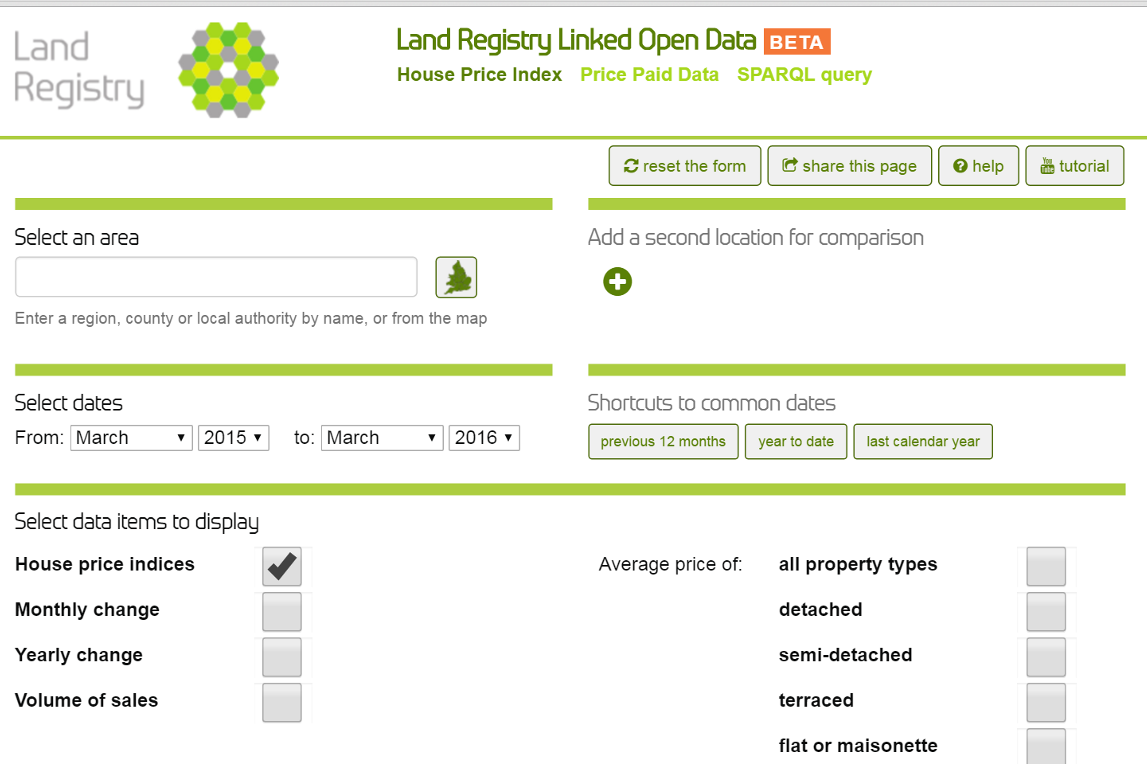 Land
Registry
Land Registry Linked Open Data BETA
House Price Index Price Paid Data SPARQL query
reset the form share this page help You Tube tutorial
Select an area
Add a second location for comparison
Enter a region, county or local authority by name, or from the map
Select dates
Shortcuts to common dates
From: March 2015 to: March 2016
previous 12 months year to date last calendar year
Select data items to display
House price indices
Average price of: all property types
Monthly change
detached
Yearly change
semi-detached
Volume of sales
terraced
flat or maisonette